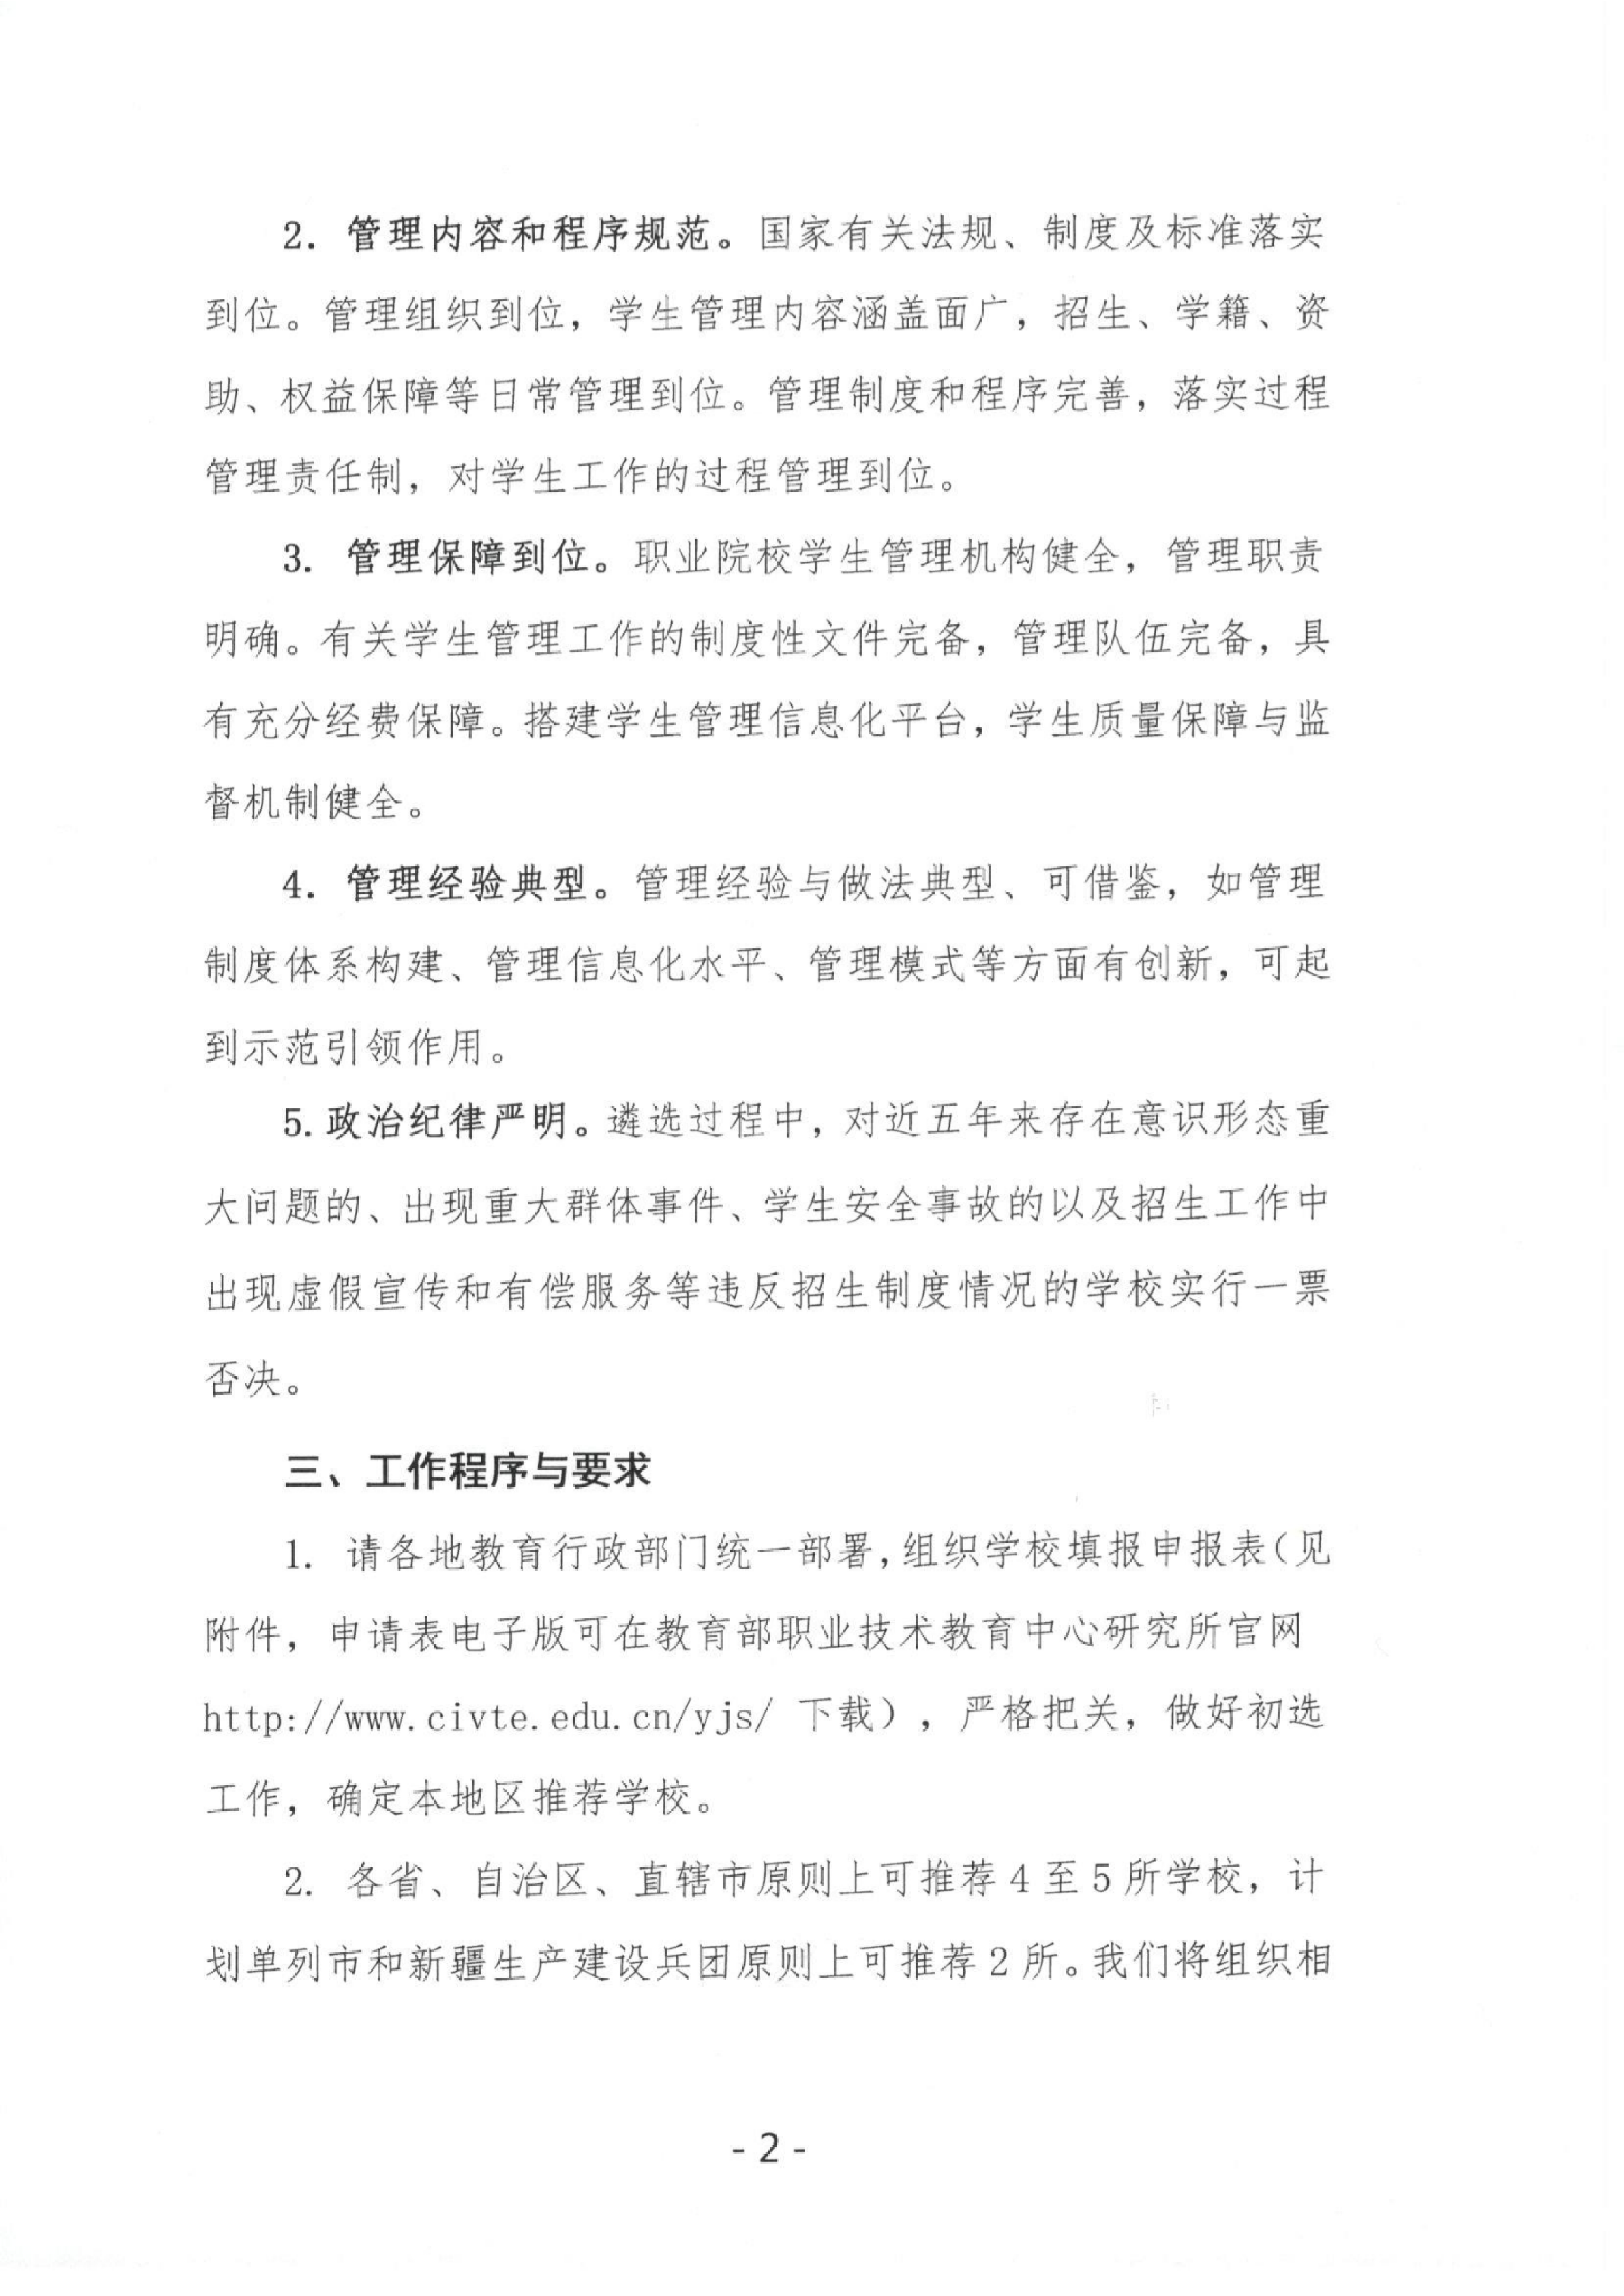 2. 管理内容和程序规范。国家有关法规、制度及标准落实
到位。管理组织到位，学生管理内容涵盖面广，招生、学籍、资
助、权益保障等日常管理到位。管理制度和程序完善，落实过程
管理责任制，对学生工作的过程管理到位。
3. 管理保障到位。职业院校学生管理机构健全，管理职责
明确。有关学生管理工作的制度性文件完备，管理队伍完备，具
有充分经费保障。搭建学生管理信息化平台，学生质量保障与监
督机制健全。
4. 管理经验典型。管理经验与做法典型、可借鉴，如管理
制度体系构建、管理信息化水平、管理模式等方面有创新，可起
到示范引领作用。
5.政治纪律严明。遴选过程中，对近五年来存在意识形态重
大问题的、出现重大群体事件、学生安全事故的以及招生工作中
出现虚假宣传和有偿服务等违反招生制度情况的学校实行一票
否决。
三、工作程序与要求
1. 请各地教育行政部门统一部署，组织学校填报申报表（见
附件，申请表电子版可在教育部职业技术教育中心研究所官网
http://www.civte.edu.cn/yjs/ 下载），严格把关，做好初选
工作，确定本地区推荐学校。
2. 各省、自治区、直辖市原则上可推荐 4 至 5 所学校，计
划单列市和新疆生产建设兵团原则上可推荐 2 所。我们将组织相
- 2 -